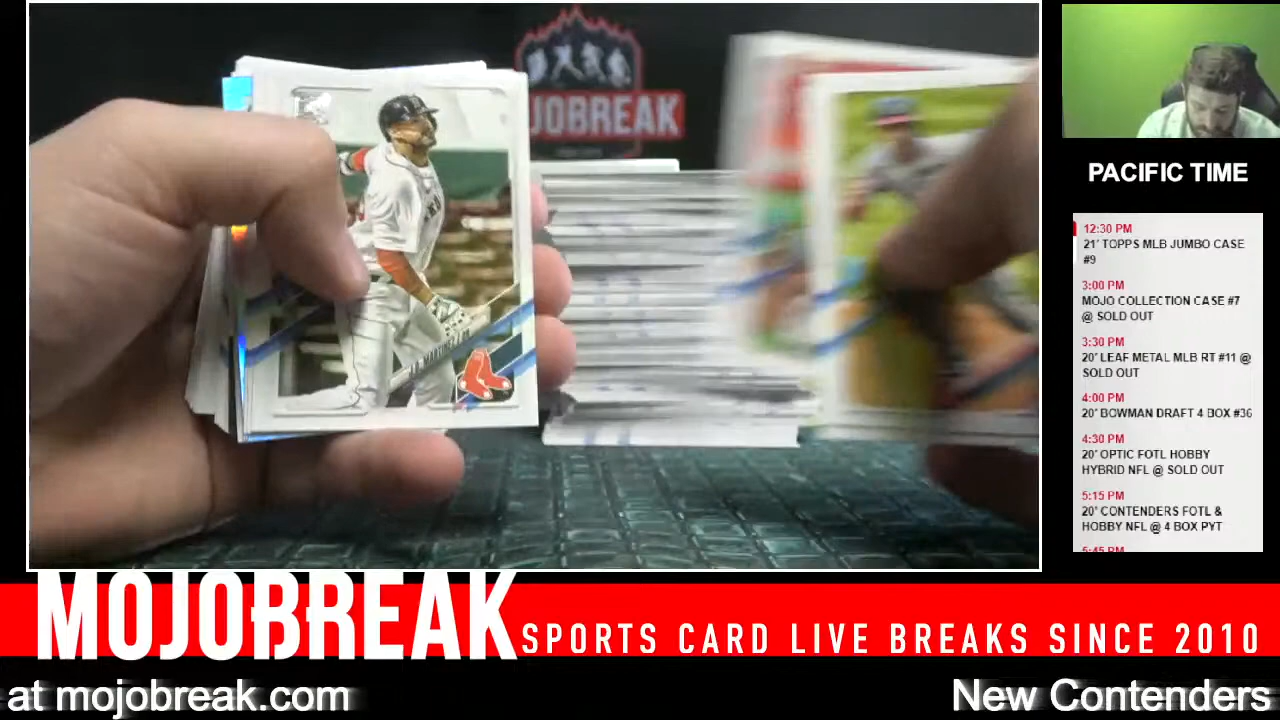 MOJOBREAK
PACIFIC TIME
12:30 PM
21' TOPPS MLB JUMBO CASE
#9
3:00 PM
MOJO COLLECTION CASE #7
@ SOLD OUT
3:30 PM
20' LEAF METAL MLB RT #11 @
SOLD OUT
4:00 PM
20' BOWMAN DRAFT 4 BOX #36
4:30 PM
20' OPTIC FOTL HOBBY
HYBRID NFL @ SOLD OUT
5:15 PM
20' CONTENDERS FOTL &
HOBBY NFL @ 4 BOX PYT
5:45 PM
MOJOBREAK
SPORTS CARD LIVE BREAKS SINCE 2010
at mojobreak.com
New Contenders